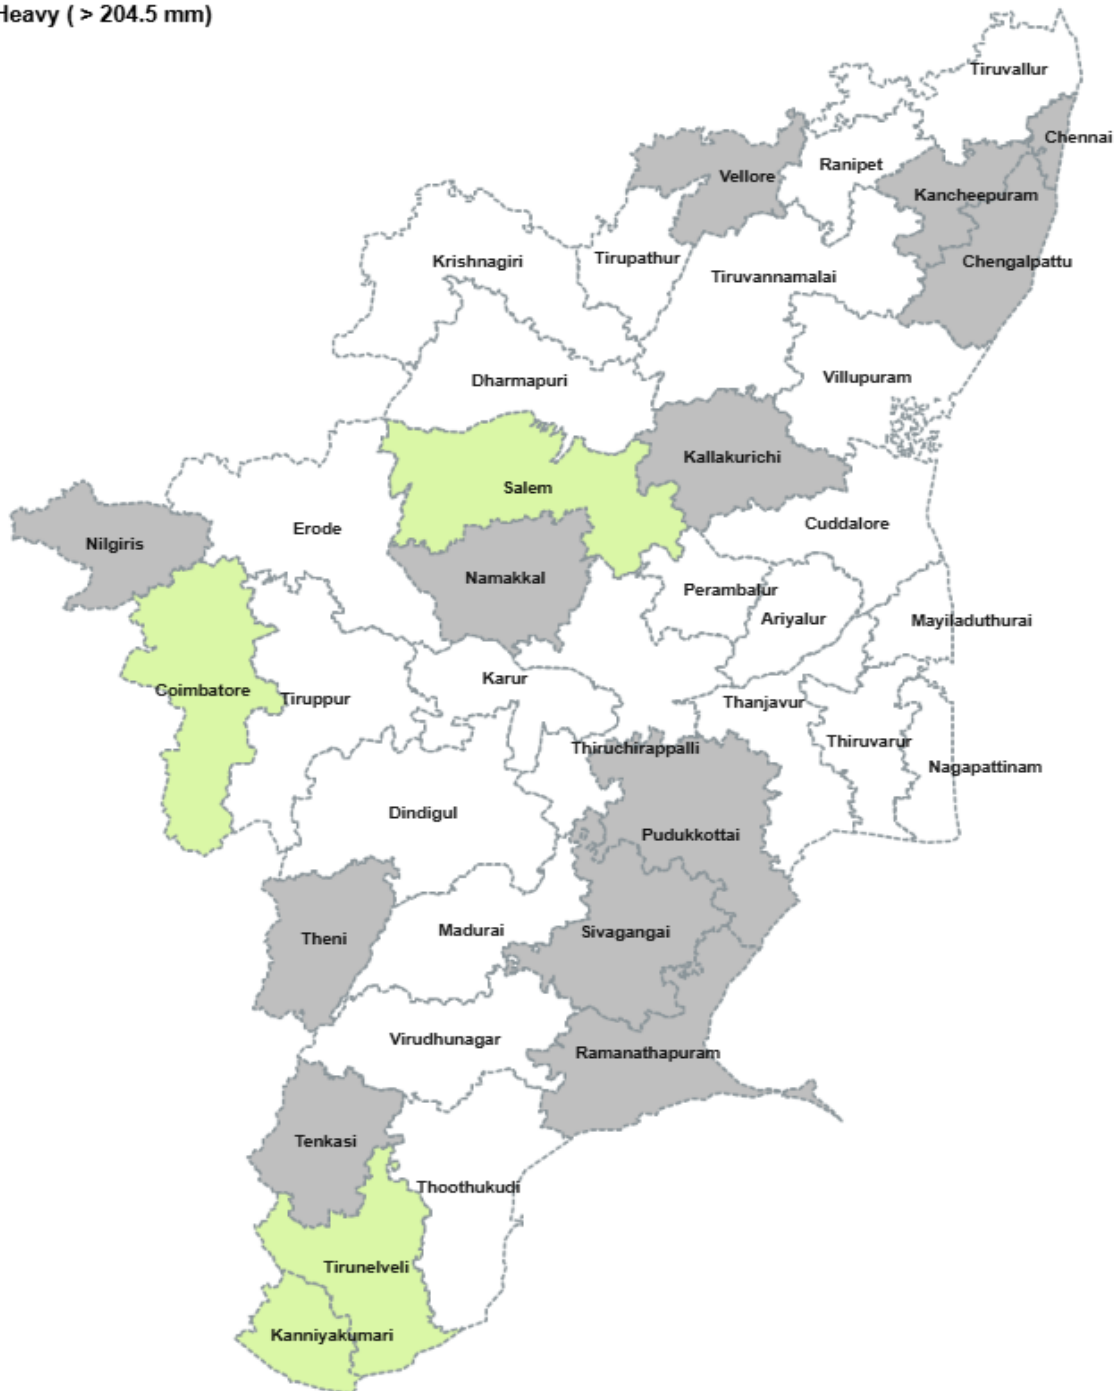 Heavy ( > 204.5 mm)
Tiruvallur
Chennai
Ranipet
Vellore
Kancheepuram
Tirupathur
Krishnagiri
Chengalpattu
Tiruvannamalai
Villupuram
Dharmapuri
Kallakurichi
Salem
Cuddalore
Erode
Nilgiris
Namakkal
Perambalur
Ariyalur
Mayiladuthurai
Karur
Coimbatore
Tiruppur
Thanjavur
Thiruvarur
Thiruchirappalli
Nagapattinam
Dindigul
Pudukkottai
Madurai
Sivagangai
Theni
Virudhunagar
Ramanathapuram
Tenkasi
Thoothukudi
Tirunelveli
Kanniyakumari